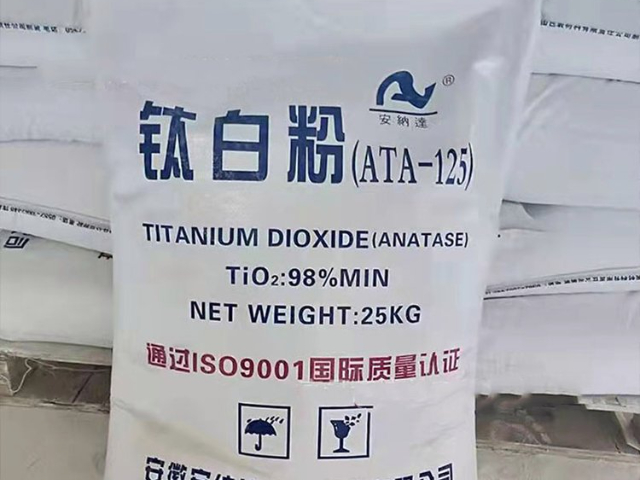 ®
安納達
钛白粉(ATA-125)
TITANIUM DIOXIDE(ANATASE)
TiO₂:98%MIN
NET WEIGHT:25KG
通过ISO9001国际质量认证